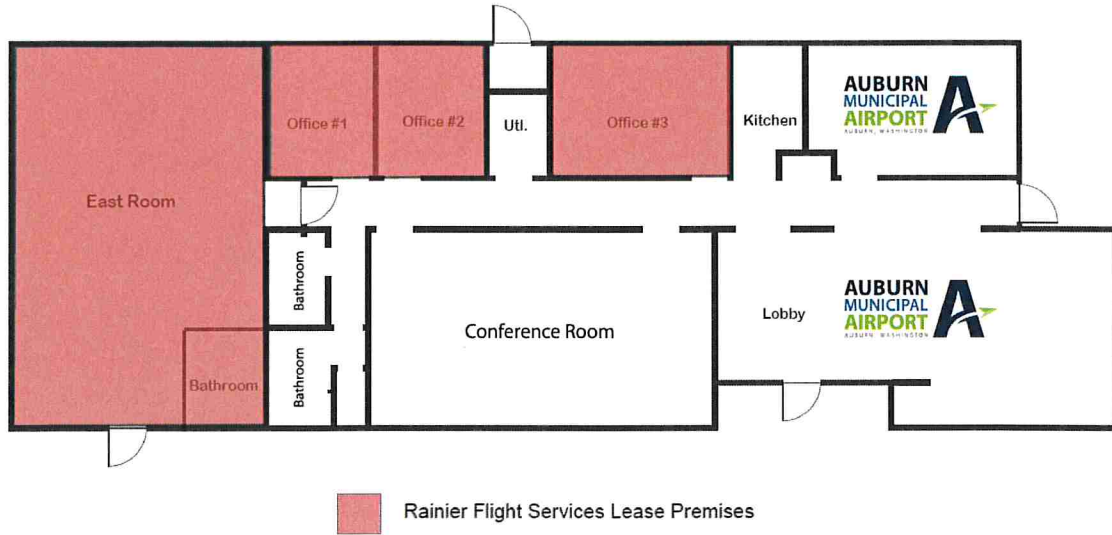 AUBURN
MUNICIPAL
AIRPORT
AUBURN, WASHINGTON
Office #1
Office #2
Utl.
Office #3
Kitchen
East Room
Bathroom
AUBURN
MUNICIPAL
AIRPORT
AUBURN, WASHINGTON
Lobby
Conference Room
Bathroom
Bathroom
Rainier Flight Services Lease Premises